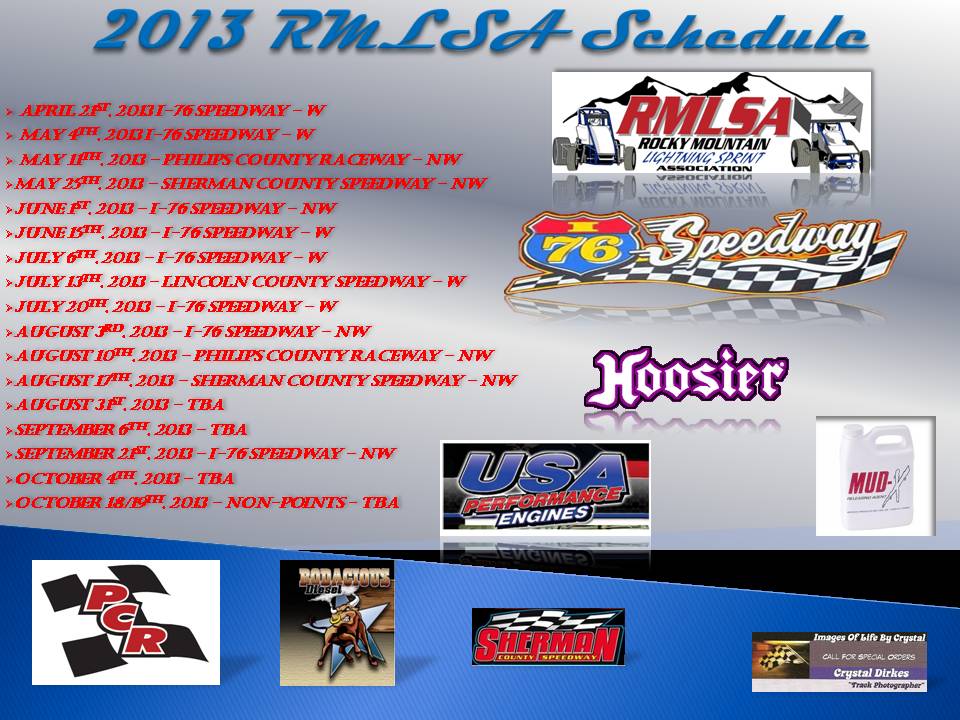 2013 RMLSA Schedule
APRIL 21ST, 2013 I-76 SPEEDWAY – W
MAY 4TH, 2013 I-76 SPEEDWAY – W
MAY 11TH, 2013 – PHILIPS COUNTY RACEWAY – NW
MAY 25TH, 2013 – SHERMAN COUNTY SPEEDWAY – NW
JUNE 1ST, 2013 – I-76 SPEEDWAY – NW
JUNE 15TH, 2013 – I-76 SPEEDWAY – W
JULY 6TH, 2013 – I-76 SPEEDWAY – W
JULY 13TH, 2013 – LINCOLN COUNTY SPEEDWAY – W
JULY 20TH, 2013 – I-76 SPEEDWAY – W
AUGUST 3RD, 2013 – I-76 SPEEDWAY – NW
AUGUST 10TH, 2013 – PHILIPS COUNTY RACEWAY – NW
AUGUST 17TH, 2013 – SHERMAN COUNTY SPEEDWAY – NW
AUGUST 31ST, 2013 – TBA
SEPTEMBER 6TH, 2013 – TBA
SEPTEMBER 21ST, 2013 – I-76 SPEEDWAY – NW
OCTOBER 4TH, 2013 – TBA
OCTOBER 18/19TH, 2013 – NON-POINTS – TBA
RMLSA
ROCKY MOUNTAIN
LIGHTNING SPRINT
ASSOCIATION
I
76 Speedway
Hoosier
USA
PERFORMANCE
ENGINES
MUD-X
PCR
BODACIOUS
Diesel
SHERMAN
COUNTY SPEEDWAY
Images Of Life By Crystal
CALL FOR SPECIAL ORDERS
Crystal Dirkes
"Track Photographer"